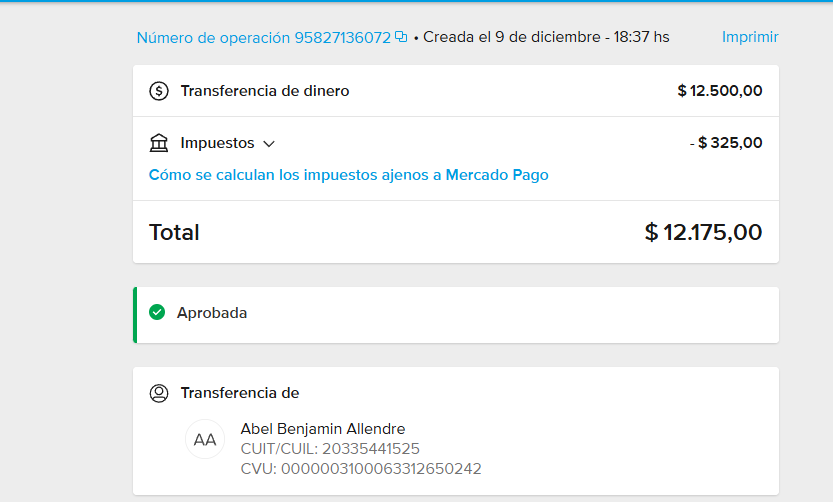 Número de operación 95827136072 • Creada el 9 de diciembre - 18:37 hs Imprimir
Transferencia de dinero $ 12.500,00
Impuestos - $ 325,00
Cómo se calculan los impuestos ajenos a Mercado Pago
Total $ 12.175,00
Aprobada
Transferencia de
AA
Abel Benjamin Allendre
CUIT/CUIL: 20335441525
CVU: 0000003100063312650242